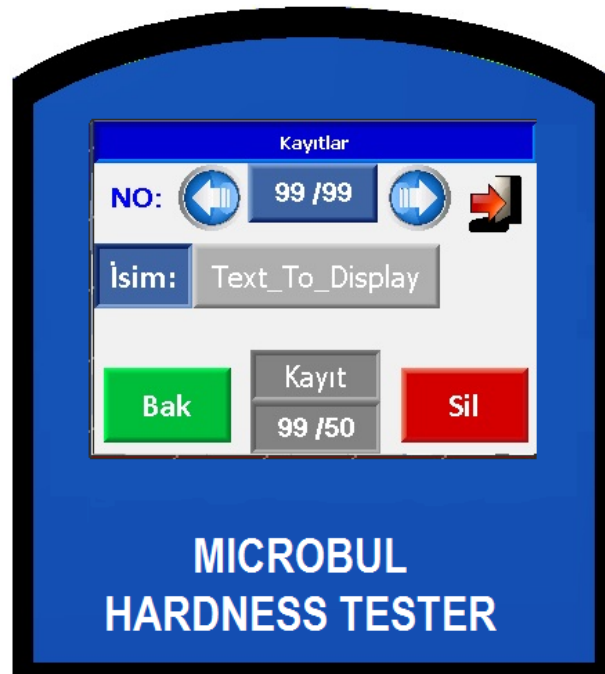 Kayıtlar
NO: 99 /99
İsim: Text_To_Display
Kayıt
Bak 99 /50 Sil
MICROBUL
HARDNESS TESTER